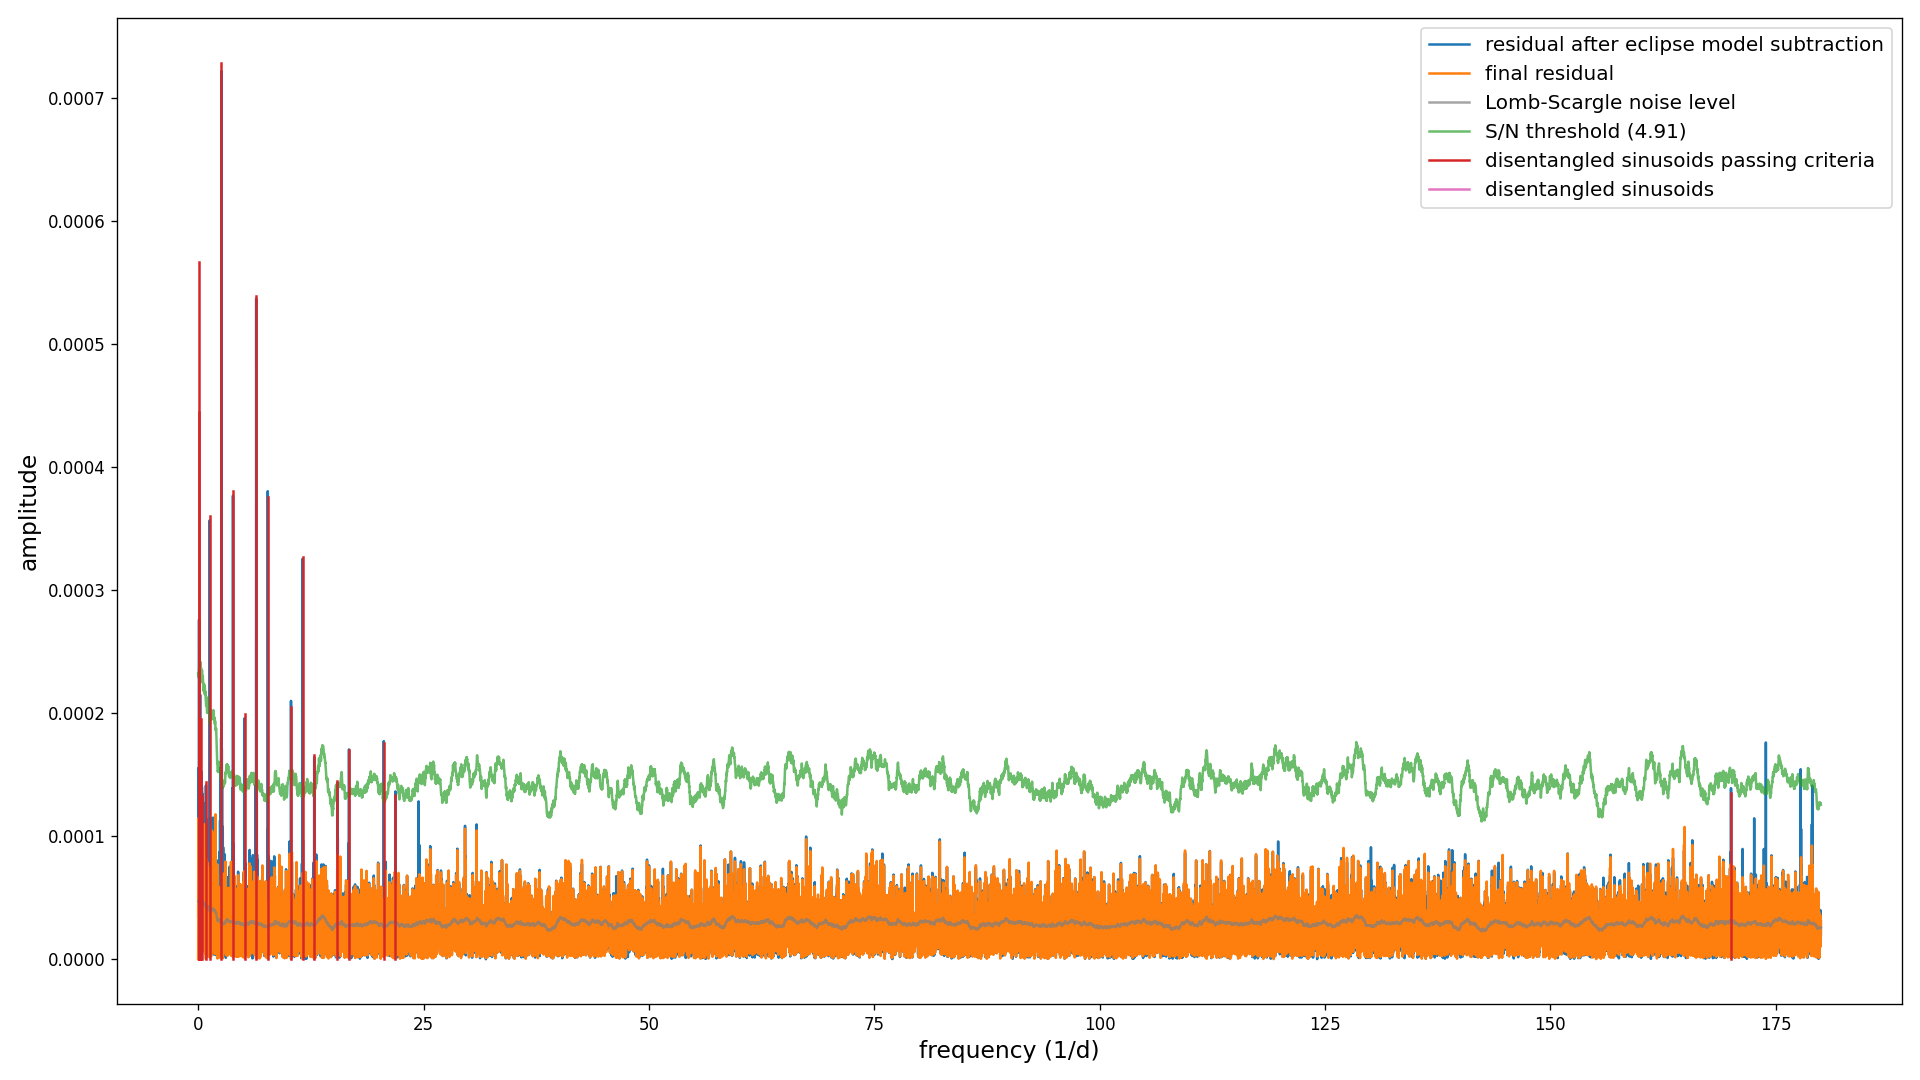 residual after eclipse model subtraction
final residual
Lomb-Scargle noise level
S/N threshold (4.91)
disentangled sinusoids passing criteria
disentangled sinusoids
amplitude
0.0007
0.0006
0.0005
0.0004
0.0003
0.0002
0.0001
0.0000
0 25 50 75 100 125 150 175
frequency (1/d)